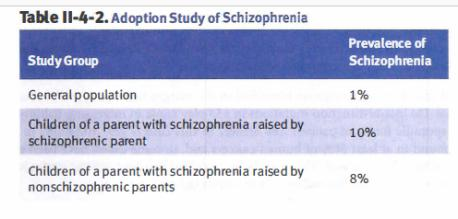 Table II-4-2. Adoption Study of Schizophrenia
Study Group
Prevalence of
Schizophrenia
General population
1%
Children of a parent with schizophrenia raised by
schizophrenic parent
10%
Children of a parent with schizophrenia raised by
nonschizophrenic parents
8%